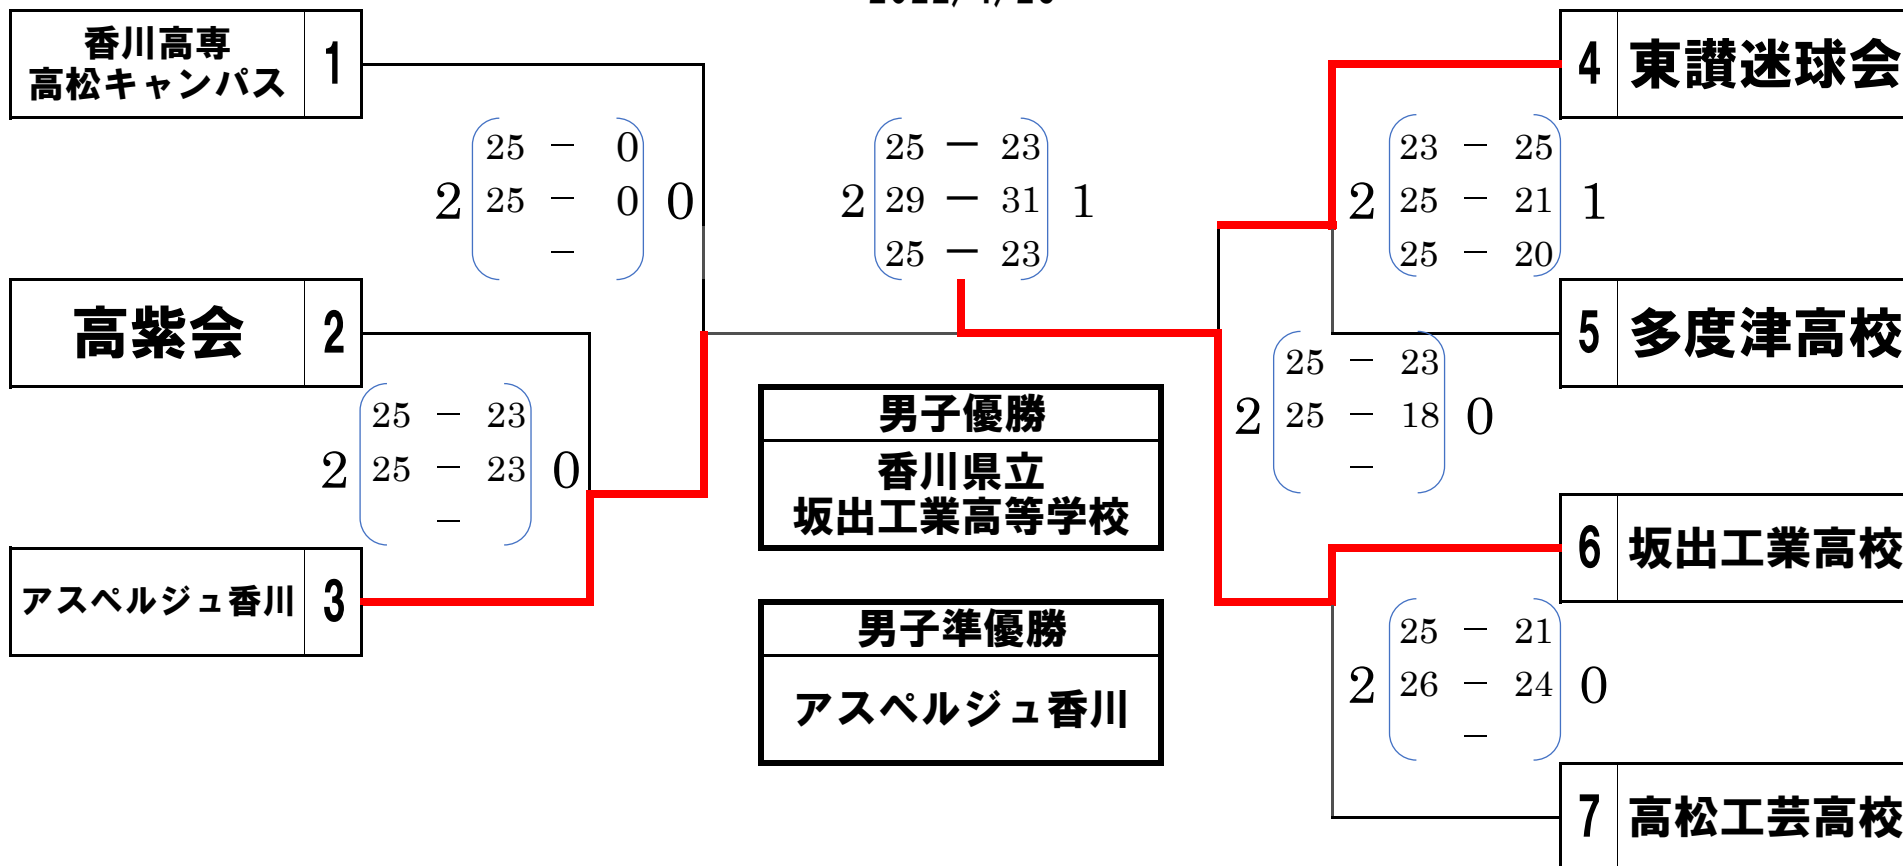 香川高専
高松キャンパス
1
4 東讃迷球会
25 － 0
2 25 － 0 0
－
25 － 23
2 29 － 31 1
25 － 23
23 － 25
2 25 － 21 1
25 － 20
高紫会 2
5 多度津高校
25 － 23
2 25 － 23 0
－
25 － 23
2 25 － 18 0
－
男子優勝
香川県立
坂出工業高等学校
アスペルジュ香川 3
6 坂出工業高校
男子準優勝
アスペルジュ香川
25 － 21
2 26 － 24 0
－
7 高松工芸高校